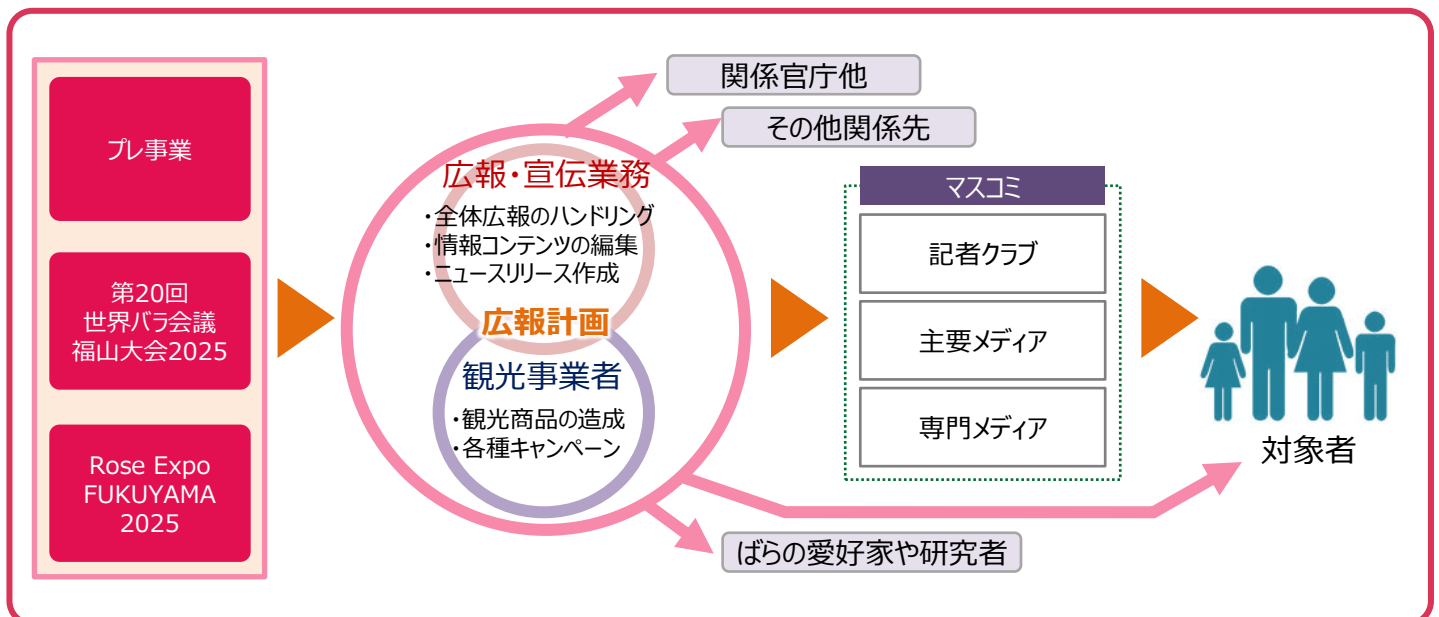 プレ事業
第20回
世界バラ会議
福山大会2025
Rose Expo
FUKUYAMA
2025
広報・宣伝業務
・全体広報のハンドリング
・情報コンテンツの編集
・ニュースリリース作成
広報計画
観光事業者
・観光商品の造成
・各種キャンペーン
関係官庁他
その他関係先
マスコミ
記者クラブ
主要メディア
専門メディア
対象者
ばらの愛好家や研究者